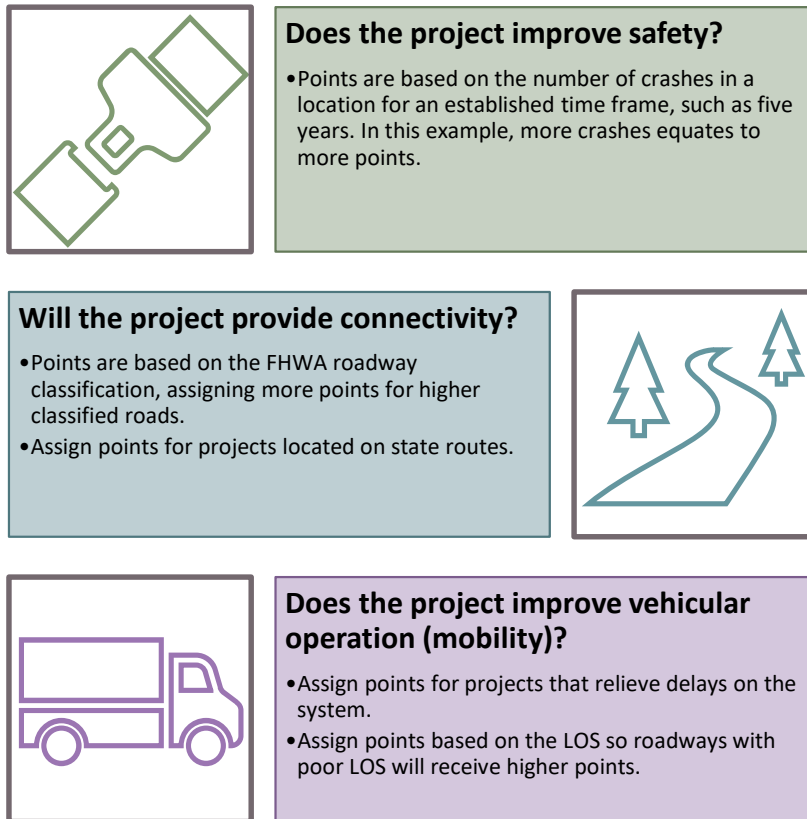 Does the project improve safety?
•Points are based on the number of crashes in a
location for an established time frame, such as five
years. In this example, more crashes equates to
more points.
Will the project provide connectivity?
•Points are based on the FHWA roadway
classification, assigning more points for higher
classified roads.
•Assign points for projects located on state routes.
Does the project improve vehicular
operation (mobility)?
•Assign points for projects that relieve delays on the
system.
•Assign points based on the LOS so roadways with
poor LOS will receive higher points.